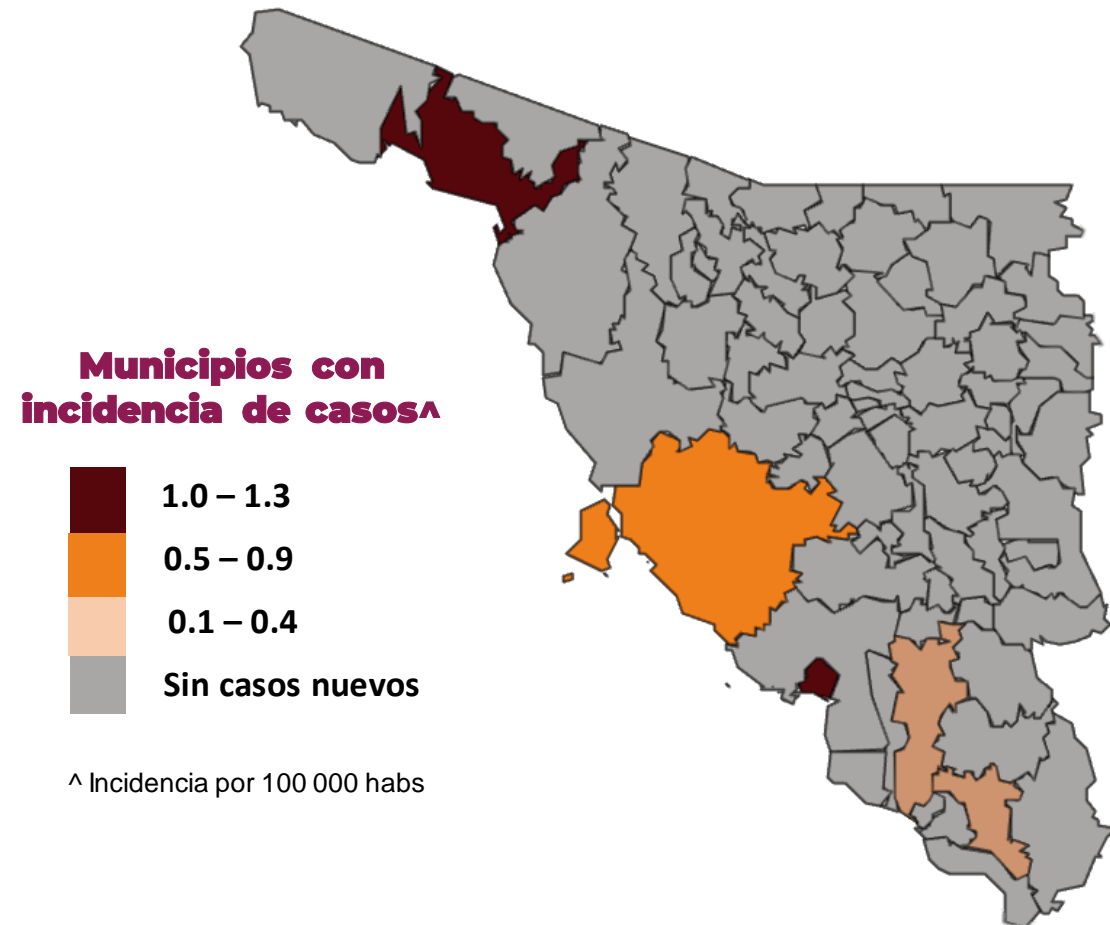 Municipios con
incidencia de casos^
1.0 – 1.3
0.5 – 0.9
0.1 – 0.4
Sin casos nuevos
^ Incidencia por 100 000 habs